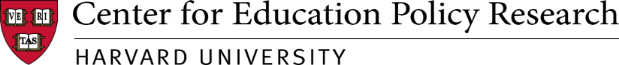 VE RI
TAS
Center for Education Policy Research
HARVARD UNIVERSITY